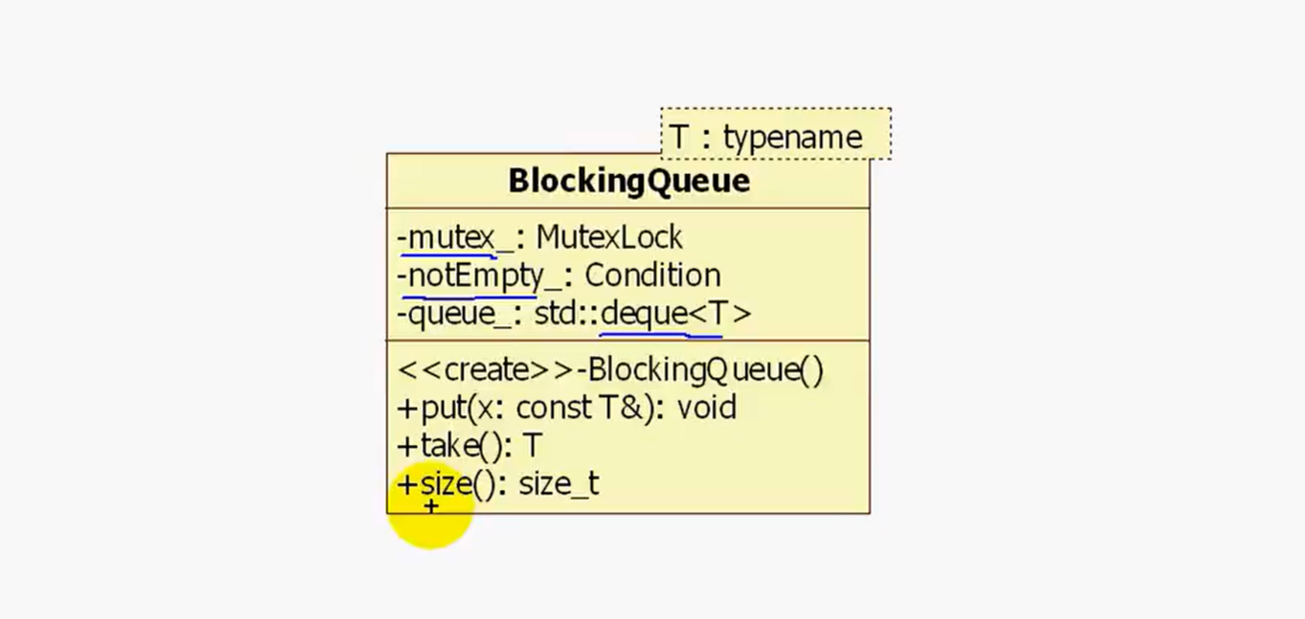 T : typename
BlockingQueue
-mutex_: MutexLock
-notEmpty_: Condition
-queue_: std::deque<T>
<<create>>-BlockingQueue()
+put(x: const T&): void
+take(): T
+size(): size_t